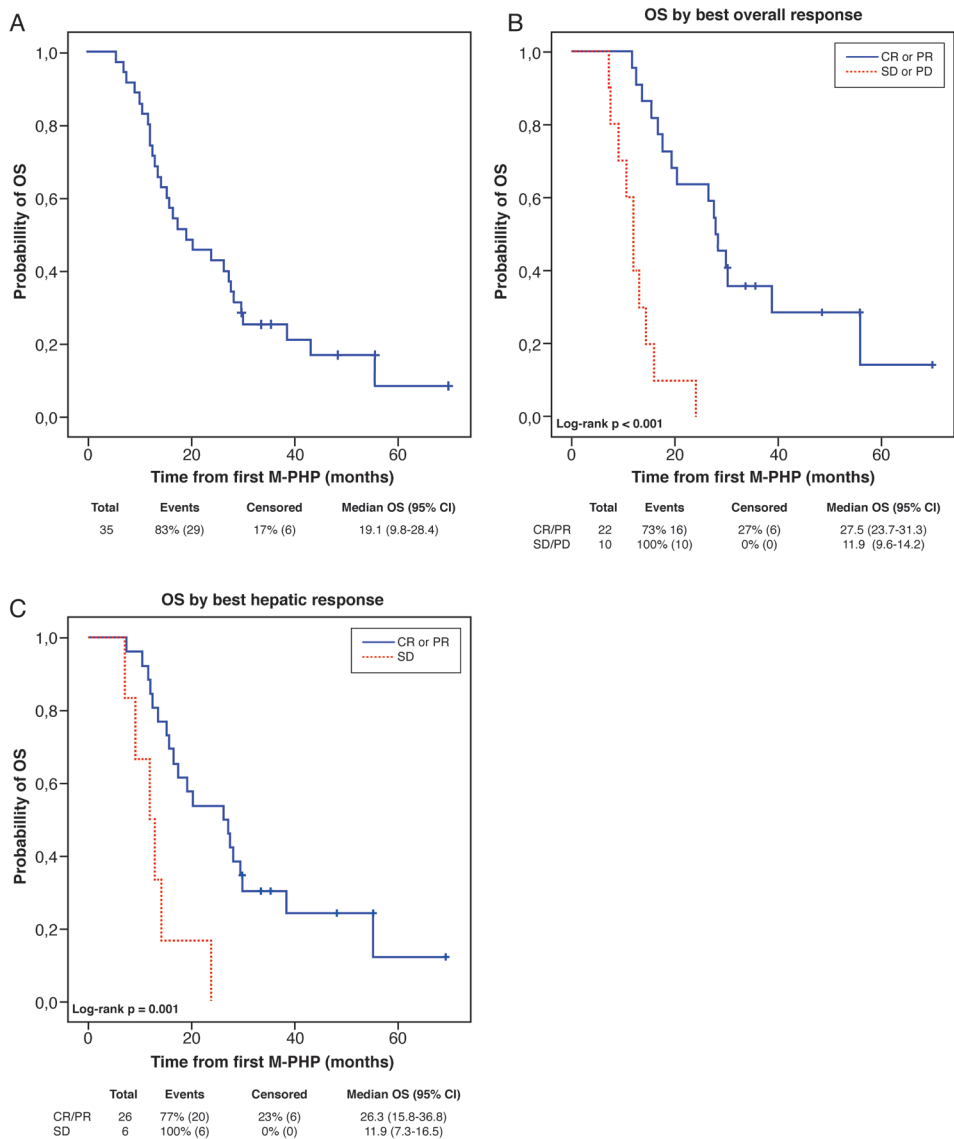 A
1,0
0,8
0,6
0,4
0,2
0,0
Probabillity of OS
0 20 40 60
Time from first M-PHP (months)
Total Events Censored Median OS (95% CI)
35 83% (29) 17% (6) 19.1 (9.8-28.4)
B
OS by best overall response
CR or PR
SD or PD
1,0
0,8
0,6
0,4
0,2
0,0
Probabillity of OS
Log-rank p < 0.001
0 20 40 60
Time from first M-PHP (months)
Total Events Censored Median OS (95% CI)
CR/PR 22 73% 16) 27% (6) 27.5 (23.7-31.3)
SD/PD 10 100% (10) 0% (0) 11.9 (9.6-14.2)
C
OS by best hepatic response
CR or PR
SD
1,0
0,8
0,6
0,4
0,2
0,0
Probabillity of OS
Log-rank p = 0.001
0 20 40 60
Time from first M-PHP (months)
Total Events Censored Median OS (95% CI)
CR/PR 26 77% (20) 23% (6) 26.3 (15.8-36.8)
SD 6 100% (6) 0% (0) 11.9 (7.3-16.5)